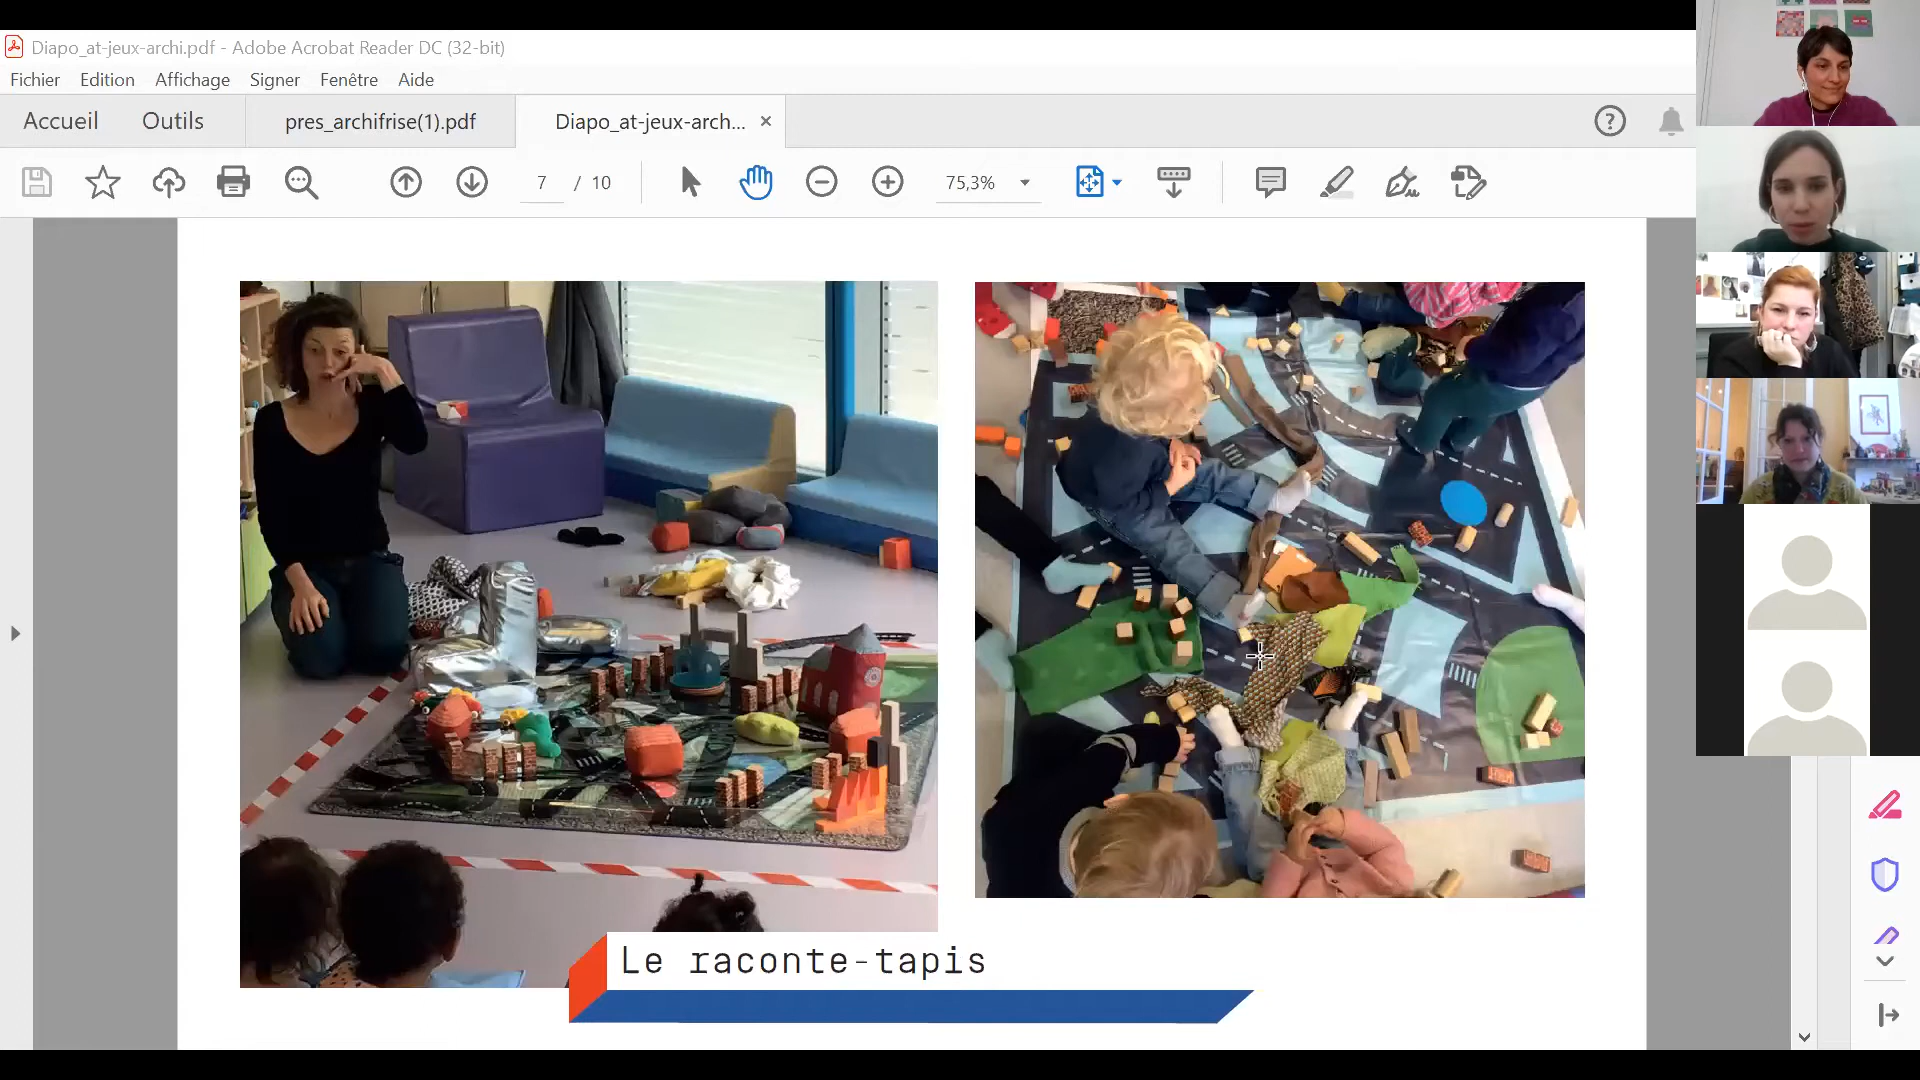 Diapo_at-jeux-archi.pdf - Adobe Acrobat Reader DC (32-bit)
Fichier Edition Affichage Signer Fenêtre Aide
Accueil Outils pres_archifrise(1).pdf Diapo_at-jeux-arch... ×
7 / 10 75,3%
Le raconte-tapis